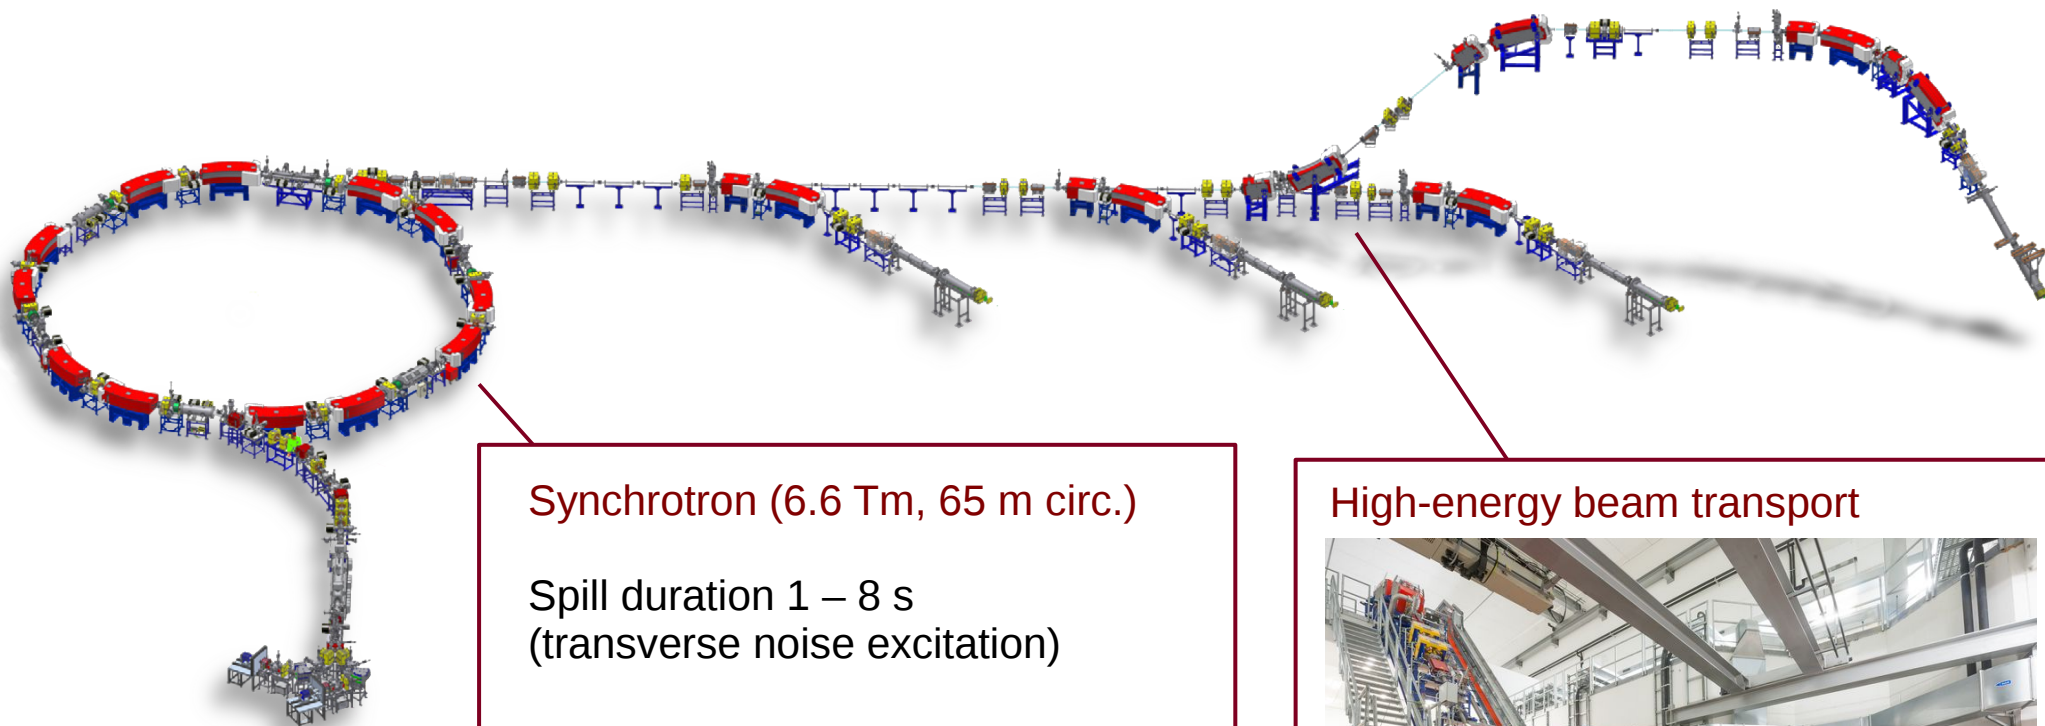 Synchrotron (6.6 Tm, 65 m circ.)
Spill duration 1 – 8 s
(transverse noise excitation)
High-energy beam transport